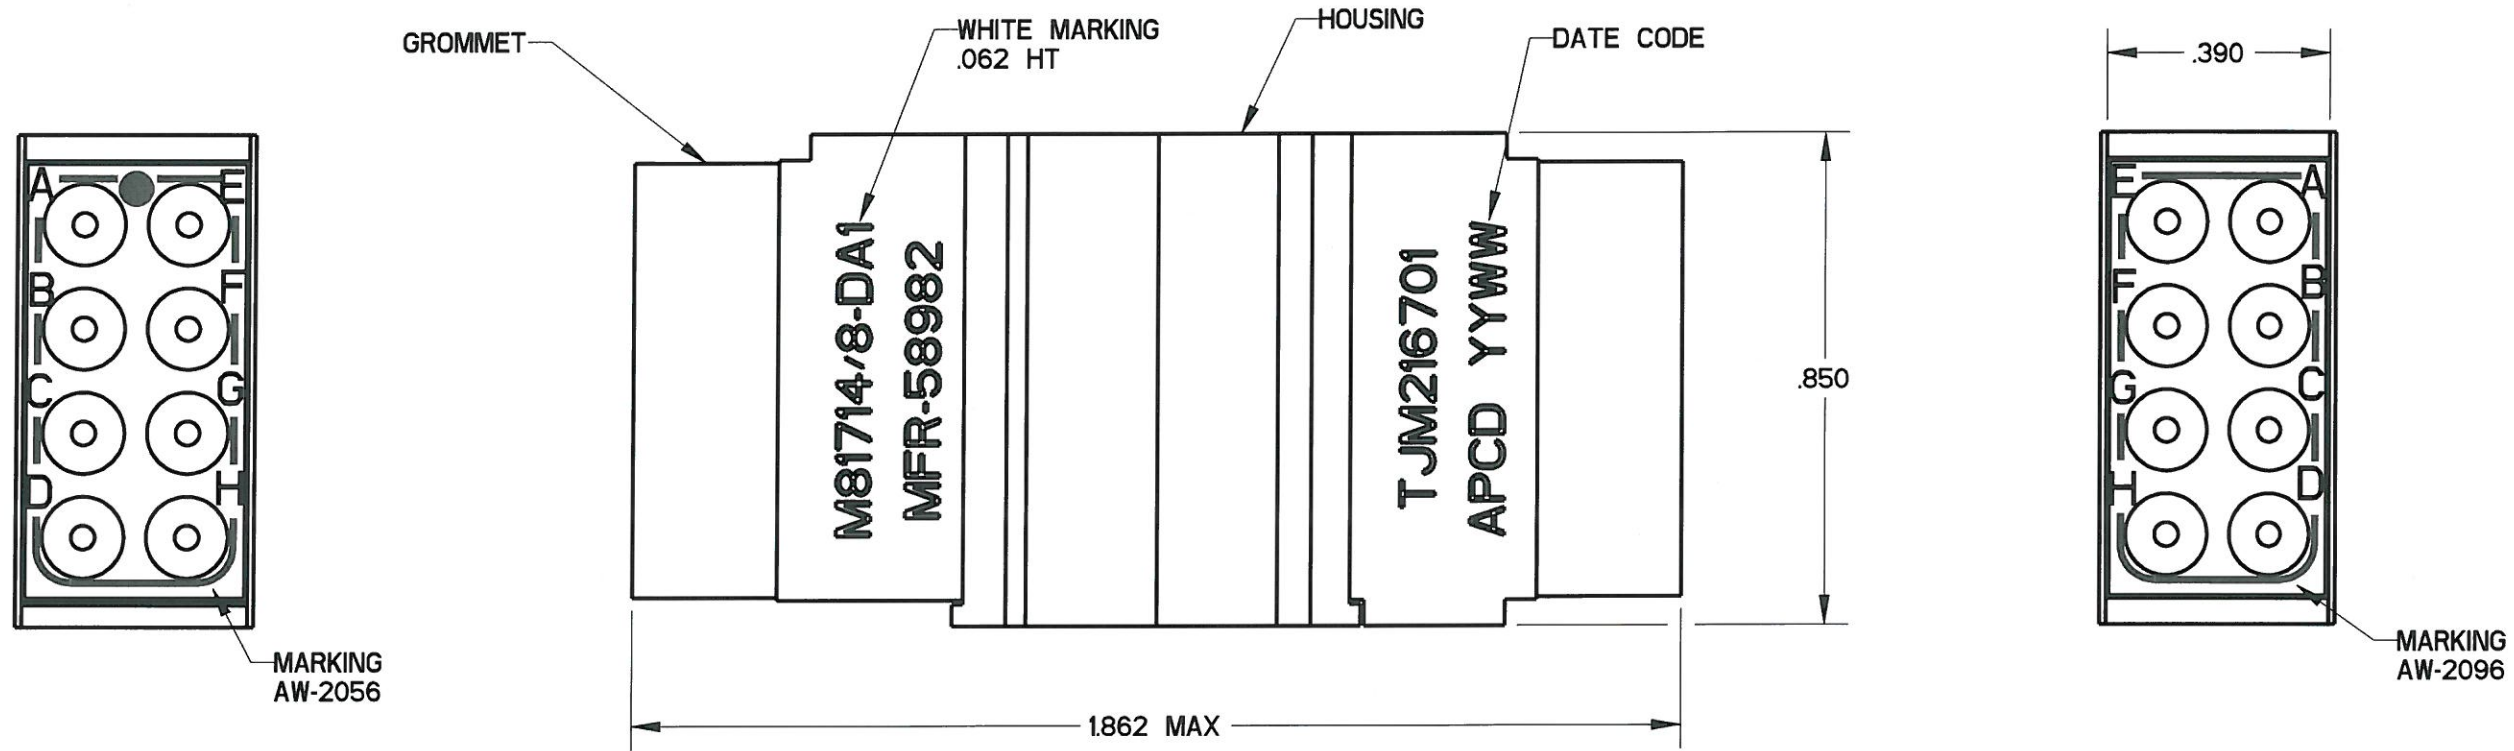 GROMMET
WHITE MARKING
.062 HT
HOUSING
DATE CODE
.390
A E
B F
C G
D H
MARKING
AW-2056
M81714/8-DA1
MFR-58982
TJM216701
APCD YYWW
.850
1.862 MAX
E A
F B
G C
H D
MARKING
AW-2096